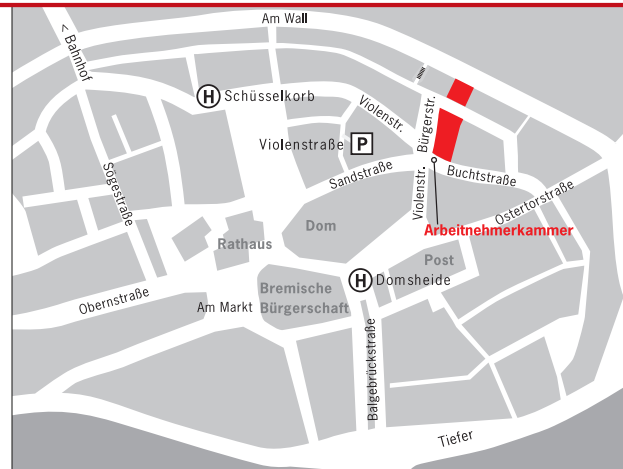 Am Wall
< Bahnhof
H Schüsselkorb
Violenstr.
Bürgerstr.
Violenstraße P
Sandstraße
Buchtstraße
Sögestraße
Violenstr.
Ostertorstraße
Arbeitnehmerkammer
Dom
Rathaus
Post
H Domsheide
Bremische
Bürgerschaft
Obernstraße
Am Markt
Balgebrückstraße
Tiefer